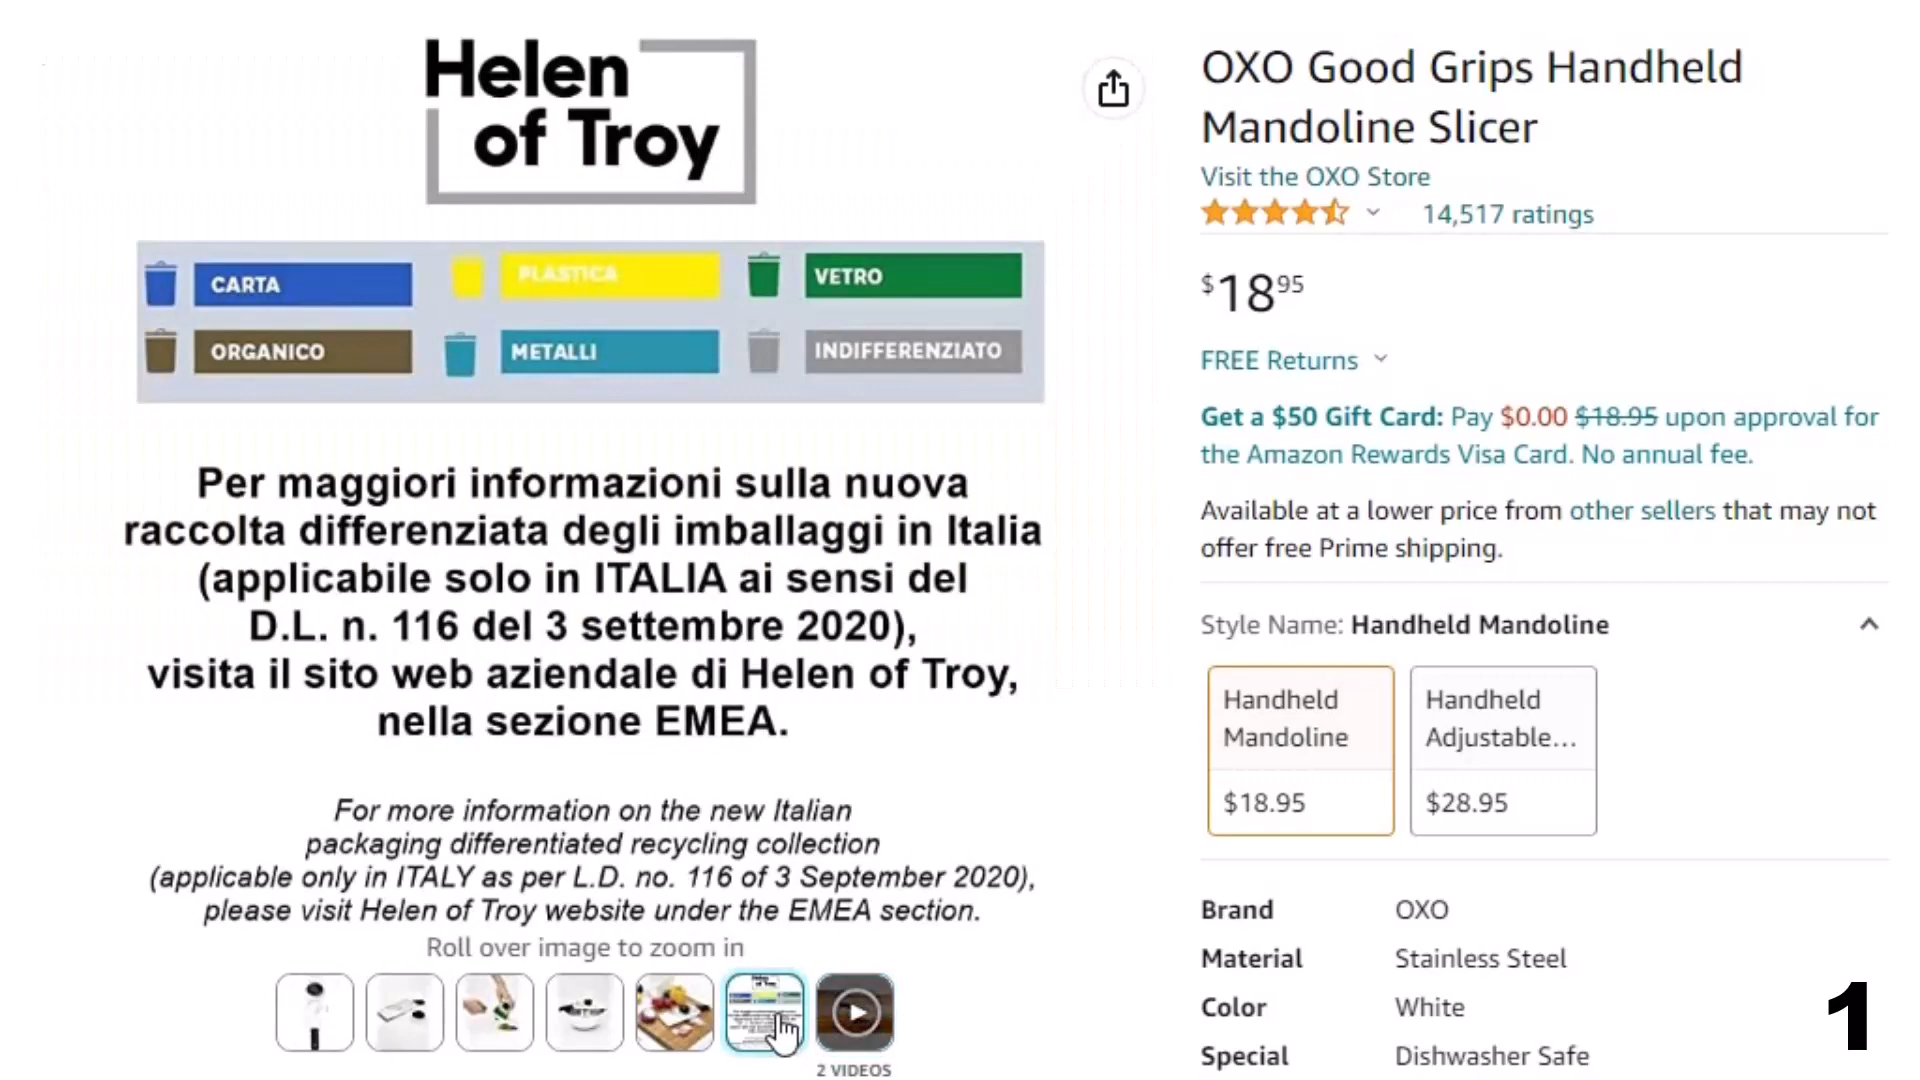 Helen
of Troy
CARTA
PLASTICA
VETRO
ORGANICO
METALLI
INDIFFERENZIATO
Per maggiori informazioni sulla nuova
raccolta differenziata degli imballaggi in Italia
(applicabile solo in ITALIA ai sensi del
D.L. n. 116 del 3 settembre 2020),
visita il sito web aziendale di Helen of Troy,
nella sezione EMEA.
For more information on the new Italian
packaging differentiated recycling collection
(applicable only in ITALY as per L.D. no. 116 of 3 September 2020),
please visit Helen of Troy website under the EMEA section.
Roll over image to zoom in
2 VIDEOS
OXO Good Grips Handheld
Mandoline Slicer
Visit the OXO Store
14,517 ratings
$18.95
FREE Returns
Get a $50 Gift Card: Pay $0.00 $18.95 upon approval for
the Amazon Rewards Visa Card. No annual fee.
Available at a lower price from other sellers that may not
offer free Prime shipping.
Style Name: Handheld Mandoline
Handheld
Mandoline
$18.95
Handheld
Adjustable...
$28.95
Brand OXO
Material Stainless Steel
Color White
Special Dishwasher Safe
1